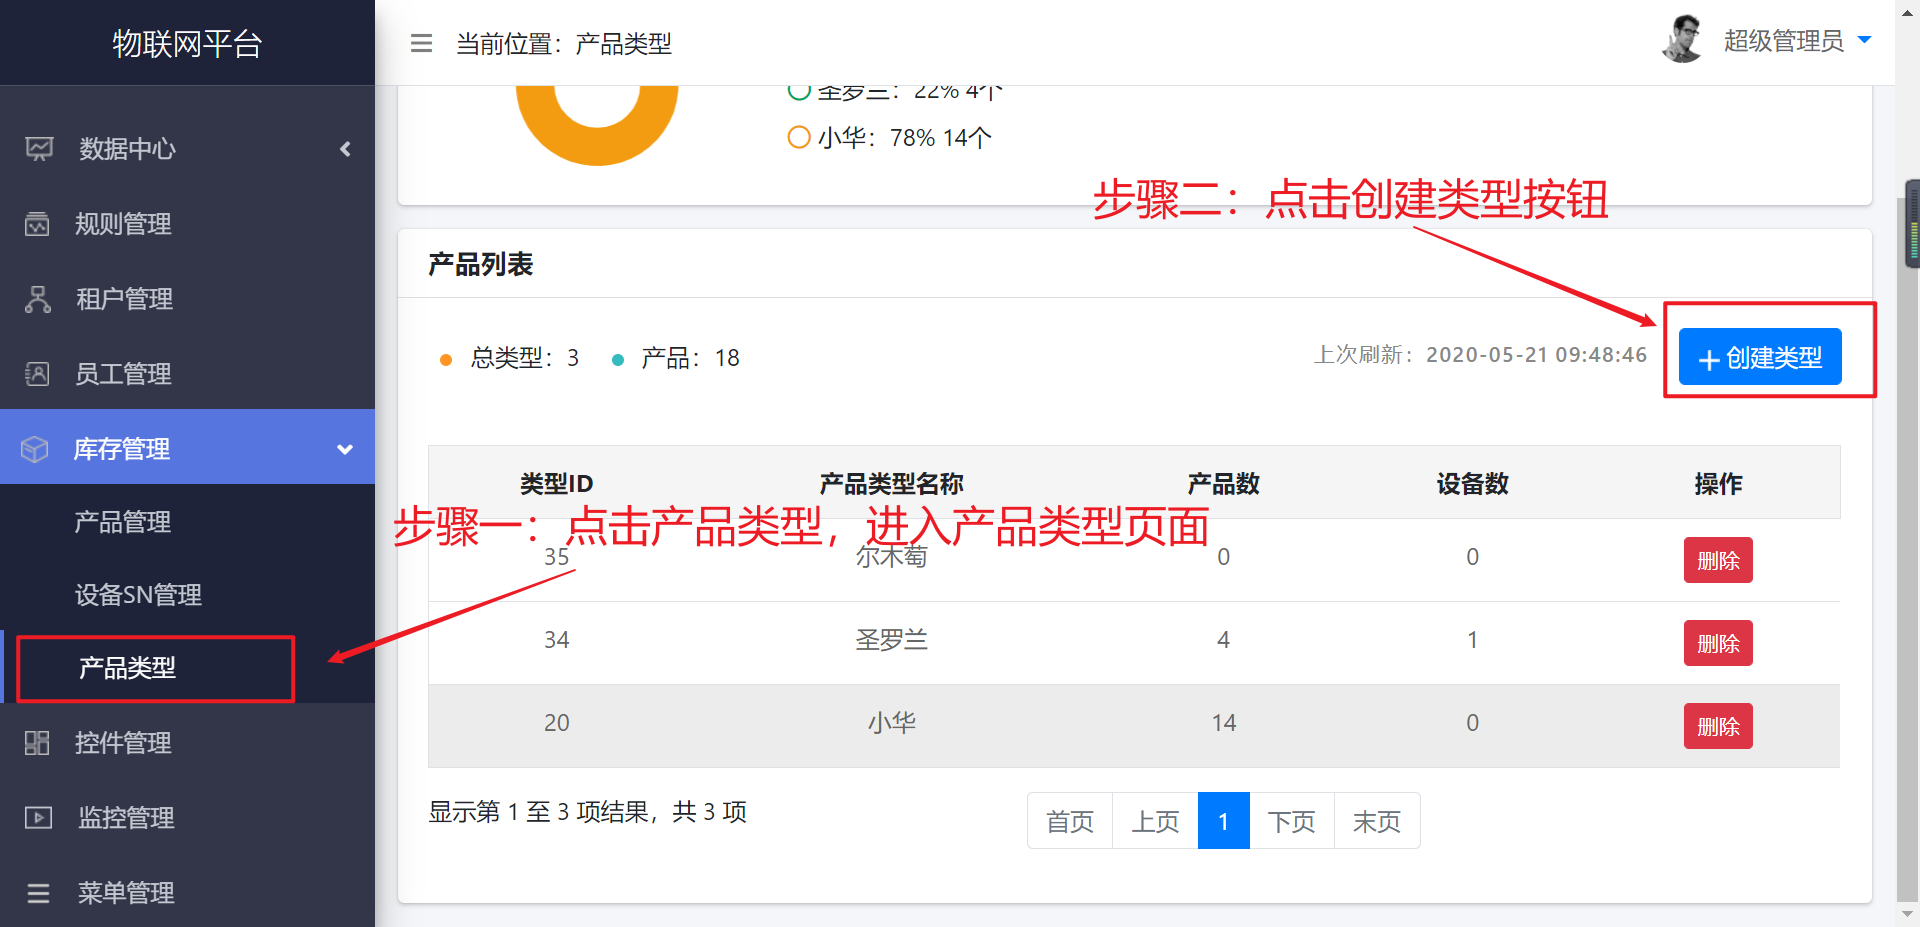 物联网平台
当前位置：产品类型
超级管理员
数据中心
规则管理
租户管理
员工管理
库存管理
产品管理
设备SN管理
产品类型
控件管理
监控管理
菜单管理
圣罗兰：22% 4个
小华：78% 14个
步骤二：点击创建类型按钮
产品列表
总类型：3
产品：18
上次刷新：2020-05-21 09:48:46
创建类型
类型ID 产品类型名称 产品数 设备数 操作
步骤一：点击产品类型，进入产品类型页面
35 尔木萄 0 0 删除
34 圣罗兰 4 1 删除
20 小华 14 0 删除
显示第 1 至 3 项结果，共 3 项
首页 上页 1 下页 末页